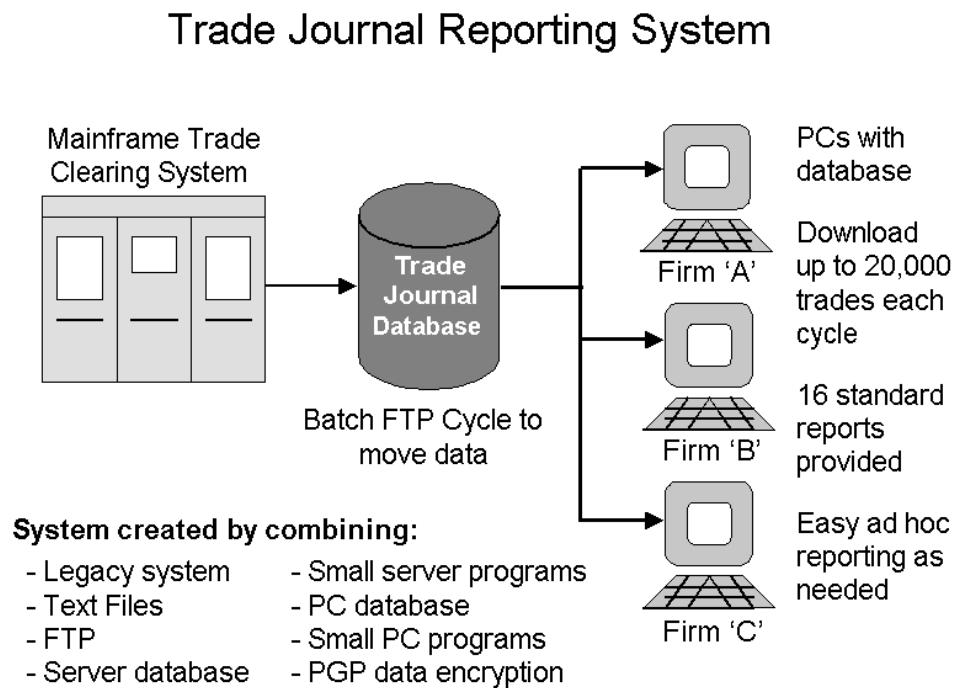 Trade Journal Reporting System
Mainframe Trade
Clearing System
Trade
Journal
Database
Batch FTP Cycle to
move data
Firm ‘A’
Firm ‘B’
Firm ‘C’
PCs with
database
Download
up to 20,000
trades each
cycle
16 standard
reports
provided
Easy ad hoc
reporting as
needed
System created by combining:
- Legacy system
- Text Files
- FTP
- Server database
- Small server programs
- PC database
- Small PC programs
- PGP data encryption